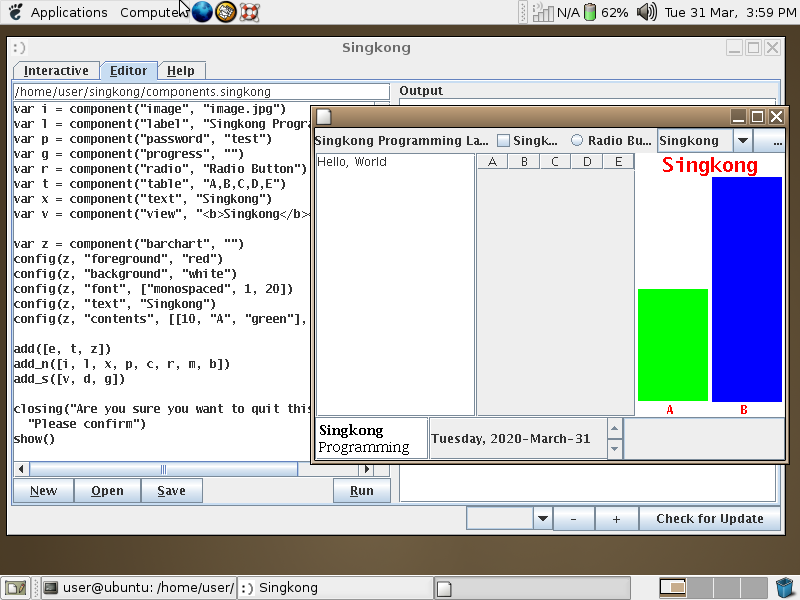 Applications Computer N/A 62% Tue 31 Mar, 3:59 PM
:) Singkong
Interactive Editor Help
/home/user/singkong/components.singkong
Output
var i = component("image", "image.jpg")
var l = component("label", "Singkong Progra
var p = component("password", "test")
var g = component("progress", "")
var r = component("radio", "Radio Button")
var t = component("table", "A,B,C,D,E")
var x = component("text", "Singkong")
var v = component("view", "<b>Singkong</b><
var z = component("barchart", "")
config(z, "foreground", "red")
config(z, "background", "white")
config(z, "font", ["monospaced", 1, 20])
config(z, "text", "Singkong")
config(z, "contents", [[10, "A", "green"],
add([e, t, z])
add_n([i, l, x, p, c, r, m, b])
add_s([v, d, g])
closing("Are you sure you want to quit this
"Please confirm")
show()
New Open Save Run
Singkong Programming La... Singk... Radio Bu... Singkong ...
Hello, World
A B C D E
Singkong
A B
Singkong
Programming
Tuesday, 2020-March-31
- + Check for Update
user@ubuntu: /home/user/ :) Singkong